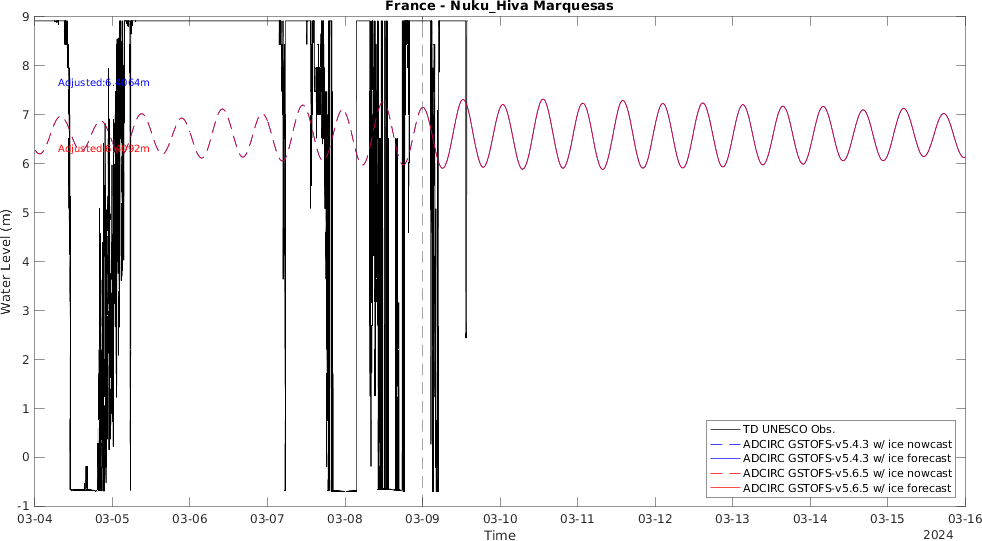 France - Nuku_Hiva Marquesas
9
8
7
6
5
4
3
2
1
0
-1
Water Level (m)
Adjusted:6.
Adjusted:
TD UNESCO Obs.
ADCIRC GSTOFS-v5.4.3 w/ ice nowcast
ADCIRC GSTOFS-v5.4.3 w/ ice forecast
ADCIRC GSTOFS-v5.6.5 w/ ice nowcast
ADCIRC GSTOFS-v5.6.5 w/ ice forecast
03-04 03-05 03-06 03-07 03-08 03-09 03-10 03-11 03-12 03-13 03-14 03-15 03-16
Time
2024